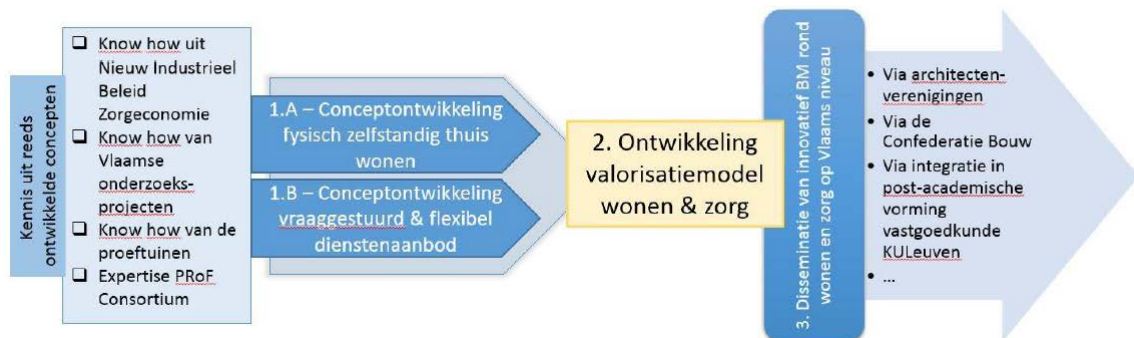 Kennis uit reeds
ontwikkelde concepten
❑ Know how uit
Nieuw Industrieel
Beleid
Zorgeconomie
❑ Know how van
Vlaamse
onderzoeks-
projecten
❑ Know how van de
proeftuinen
❑ Expertise PRoF
Consortium
1.A – Conceptontwikkeling
fysisch zelfstandig thuis
wonen
1.B – Conceptontwikkeling
vraaggestuurd & flexibel
dienstenaanbod
2. Ontwikkeling
valorisatiemodel
wonen & zorg
3. Disseminatie van innovatief BM rond
wonen en zorg op Vlaams niveau
• Via architecten-
verenigingen
• Via de
Confederatie Bouw
• Via integratie in
post-academische
vorming
vastgoedkunde
KULeuven
• ...